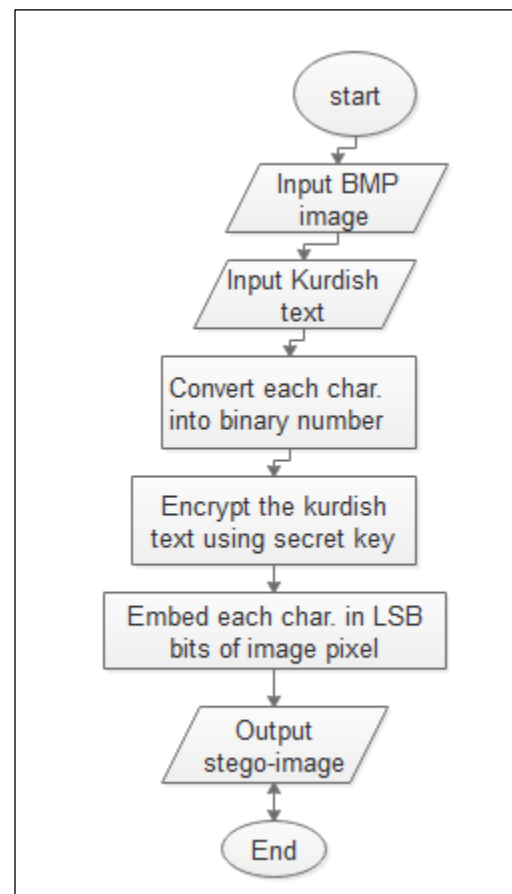 start
Input BMP
image
Input Kurdish
text
Convert each char.
into binary number
Encrypt the kurdish
text using secret key
Embed each char. in LSB
bits of image pixel
Output
stego-image
End